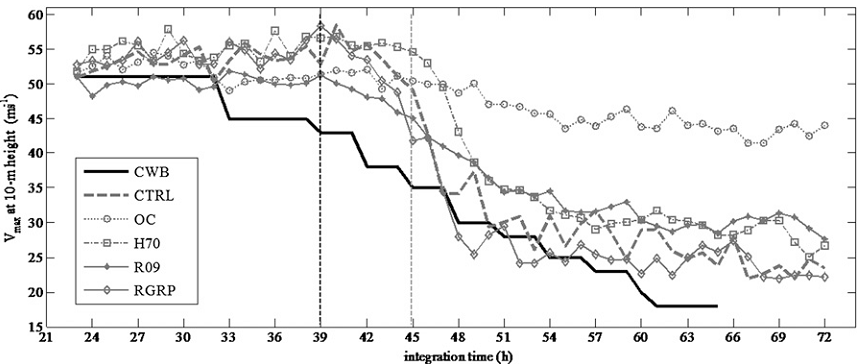 60
55
50
45
40
35
30
25
20
15
V_max at 10-m height (ms⁻¹)
CWB
CTRL
OC
H70
R09
RGRP
21 24 27 30 33 36 39 42 45 48 51 54 57 60 63 66 69 72
integration time (h)